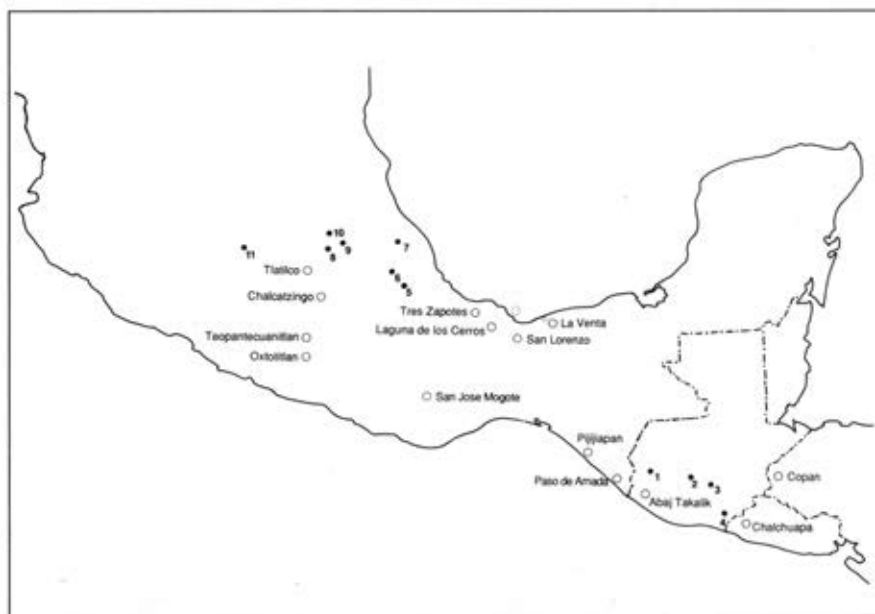 10
11
8
9
7
Tlatilco
6
5
Chalcatzingo
Tres Zapotes
La Venta
Laguna de los Cerros
Teopantecuanitlan
San Lorenzo
Oxtotitlan
San Jose Mogote
Pijijiapan
1
2
3
Copan
Paso de Amada
Abaj Takalik
4
Chalchuapa